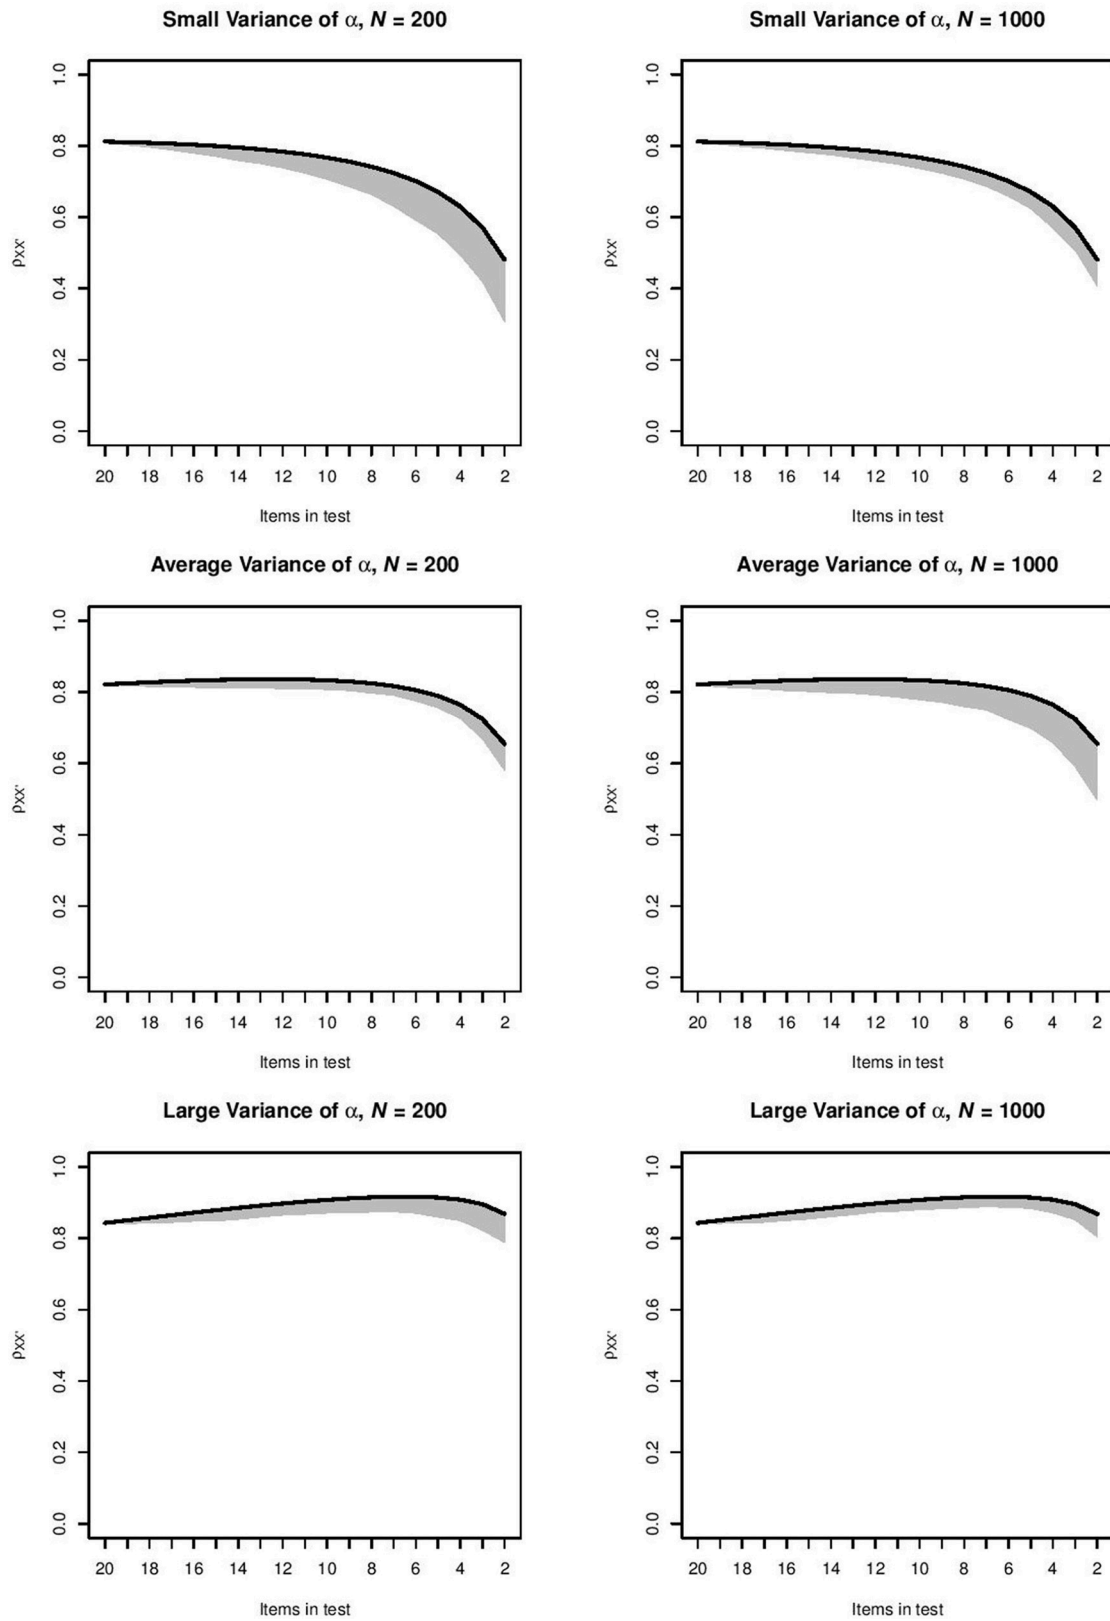 Small Variance of α, N = 200
Small Variance of α, N = 1000
1.0
0.8
0.6
0.4
0.2
0.0
ρXX'
20 18 16 14 12 10 8 6 4 2
Items in test
1.0
0.8
0.6
0.4
0.2
0.0
ρXX'
20 18 16 14 12 10 8 6 4 2
Items in test
Average Variance of α, N = 200
Average Variance of α, N = 1000
1.0
0.8
0.6
0.4
0.2
0.0
ρXX'
20 18 16 14 12 10 8 6 4 2
Items in test
1.0
0.8
0.6
0.4
0.2
0.0
ρXX'
20 18 16 14 12 10 8 6 4 2
Items in test
Large Variance of α, N = 200
Large Variance of α, N = 1000
1.0
0.8
0.6
0.4
0.2
0.0
ρXX'
20 18 16 14 12 10 8 6 4 2
Items in test
1.0
0.8
0.6
0.4
0.2
0.0
ρXX'
20 18 16 14 12 10 8 6 4 2
Items in test